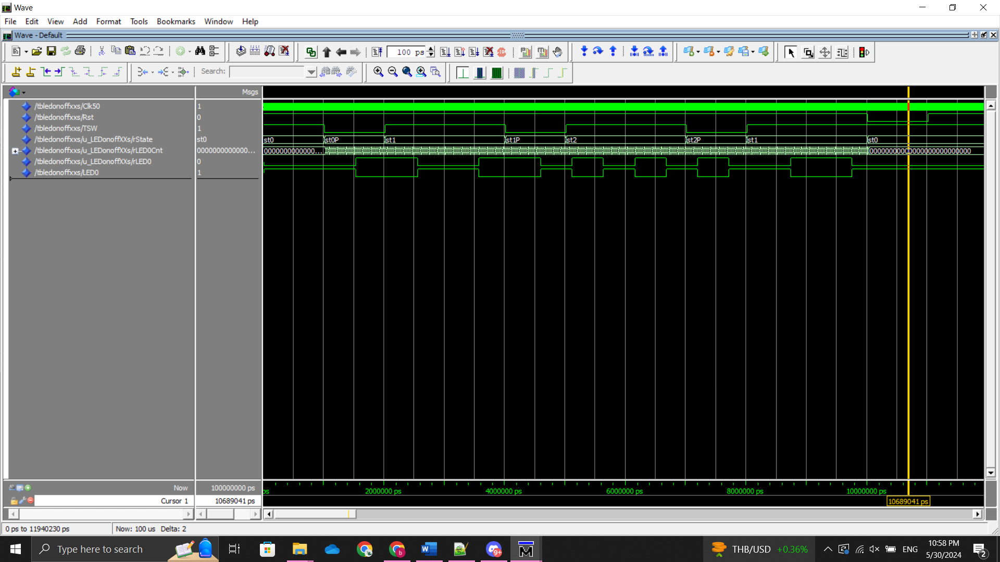 Wave
File Edit View Add Format Tools Bookmarks Window Help
Wave - Default
100 ps
Search:
Msgs
/tbledonoffxxs/Clk50 1
/tbledonoffxxs/Rst 0
/tbledonoffxxs/TSW 1
/tbledonoffxxs/u_LEDonoffXXs/rState st0 st0 st0P st1 st1P st2 st2P st1 st0
/tbledonoffxxs/u_LEDonoffXXs/rLED0Cnt 0000000000000... 0000000000000... 00000000000000000000000000
/tbledonoffxxs/u_LEDonoffXXs/rLED0 0
/tbledonoffxxs/LED0 1
Now 100000000 ps ps 2000000 ps 4000000 ps 6000000 ps 8000000 ps 10000000 ps
Cursor 1 10689041 ps 10689041 ps
0 ps to 11940230 ps Now: 100 us Delta: 2
Type here to search 9+ THB/USD +0.36% ENG 10:58 PM
5/30/2024 2